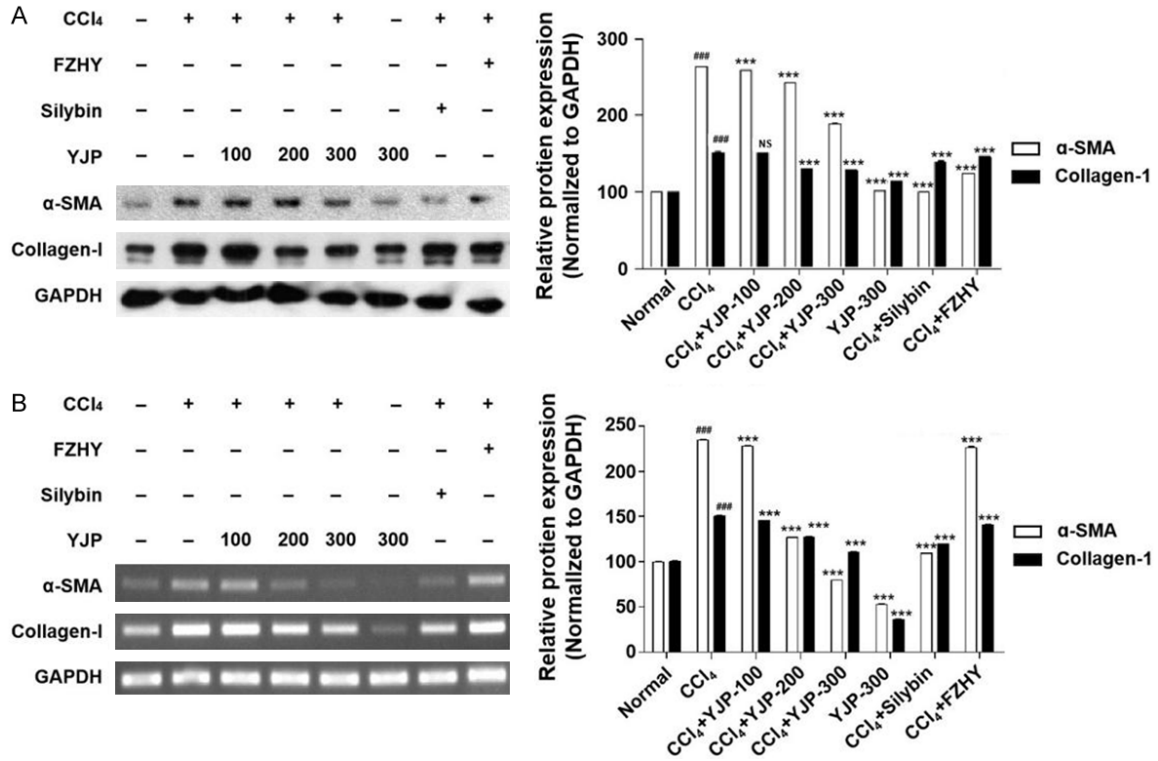 A
CCl₄ – + + + + – + +
FZHY – – – – – – – +
Silybin – – – – – – + –
YJP – – 100 200 300 300 – –
α-SMA
Collagen-I
GAPDH
Relative protien expression
(Normalized to GAPDH)
300
200
100
0
### ### *** NS *** *** *** *** *** *** *** *** *** ***
Normal
CCl₄
CCl₄+YJP-100
CCl₄+YJP-200
CCl₄+YJP-300
YJP-300
CCl₄+Silybin
CCl₄+FZHY
α-SMA
Collagen-1
B
CCl₄ – + + + + – + +
FZHY – – – – – – – +
Silybin – – – – – – + –
YJP – – 100 200 300 300 – –
α-SMA
Collagen-I
GAPDH
Relative protien expression
(Normalized to GAPDH)
250
200
150
100
50
0
### ### *** *** *** *** *** *** *** *** *** *** *** ***
Normal
CCl₄
CCl₄+YJP-100
CCl₄+YJP-200
CCl₄+YJP-300
YJP-300
CCl₄+Silybin
CCl₄+FZHY
α-SMA
Collagen-1